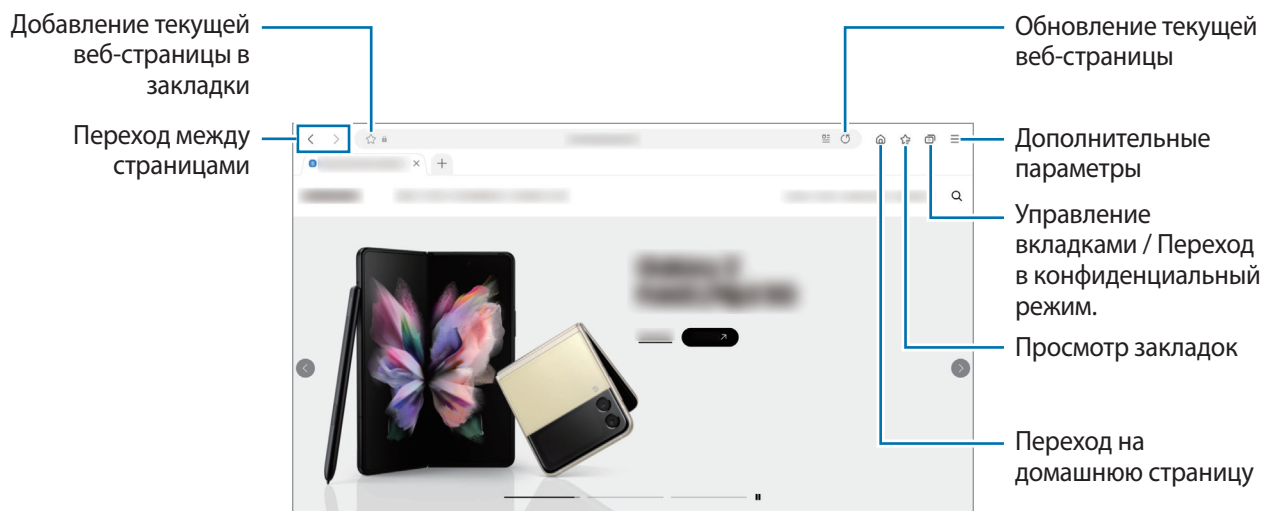 Добавление текущей
веб-страницы в
закладки
Переход между
страницами
Обновление текущей
веб-страницы
Дополнительные
параметры
Управление
вкладками / Переход
в конфиденциальный
режим.
Просмотр закладок
Переход на
домашнюю страницу